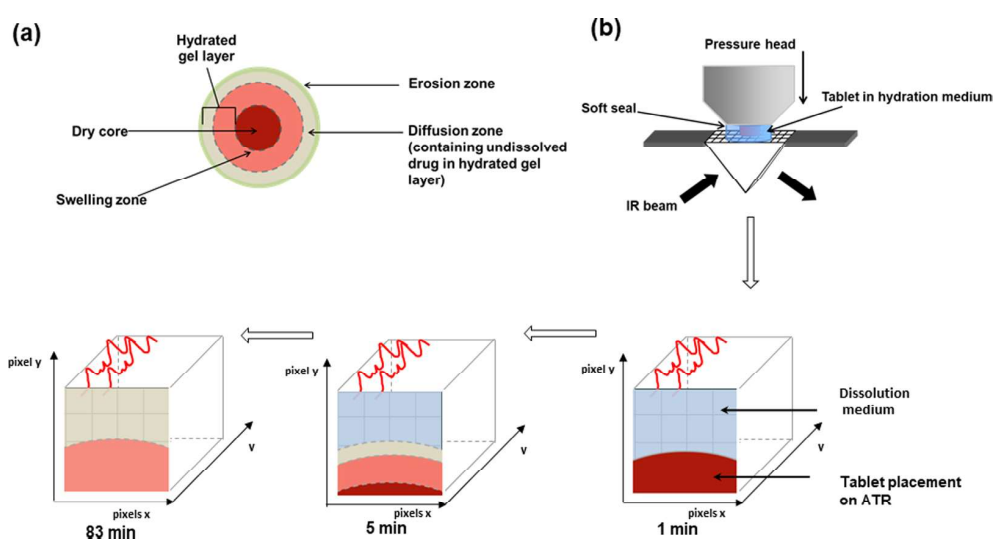 (a)
Hydrated
gel layer
Erosion zone
Dry core
Diffusion zone
(containing undissolved
drug in hydrated gel
layer)
Swelling zone
(b)
Pressure head
Soft seal
Tablet in hydration medium
IR beam
pixel y
v
pixels x
83 min
pixel y
v
pixels x
5 min
pixel y
v
pixels x
1 min
Dissolution
medium
Tablet placement
on ATR